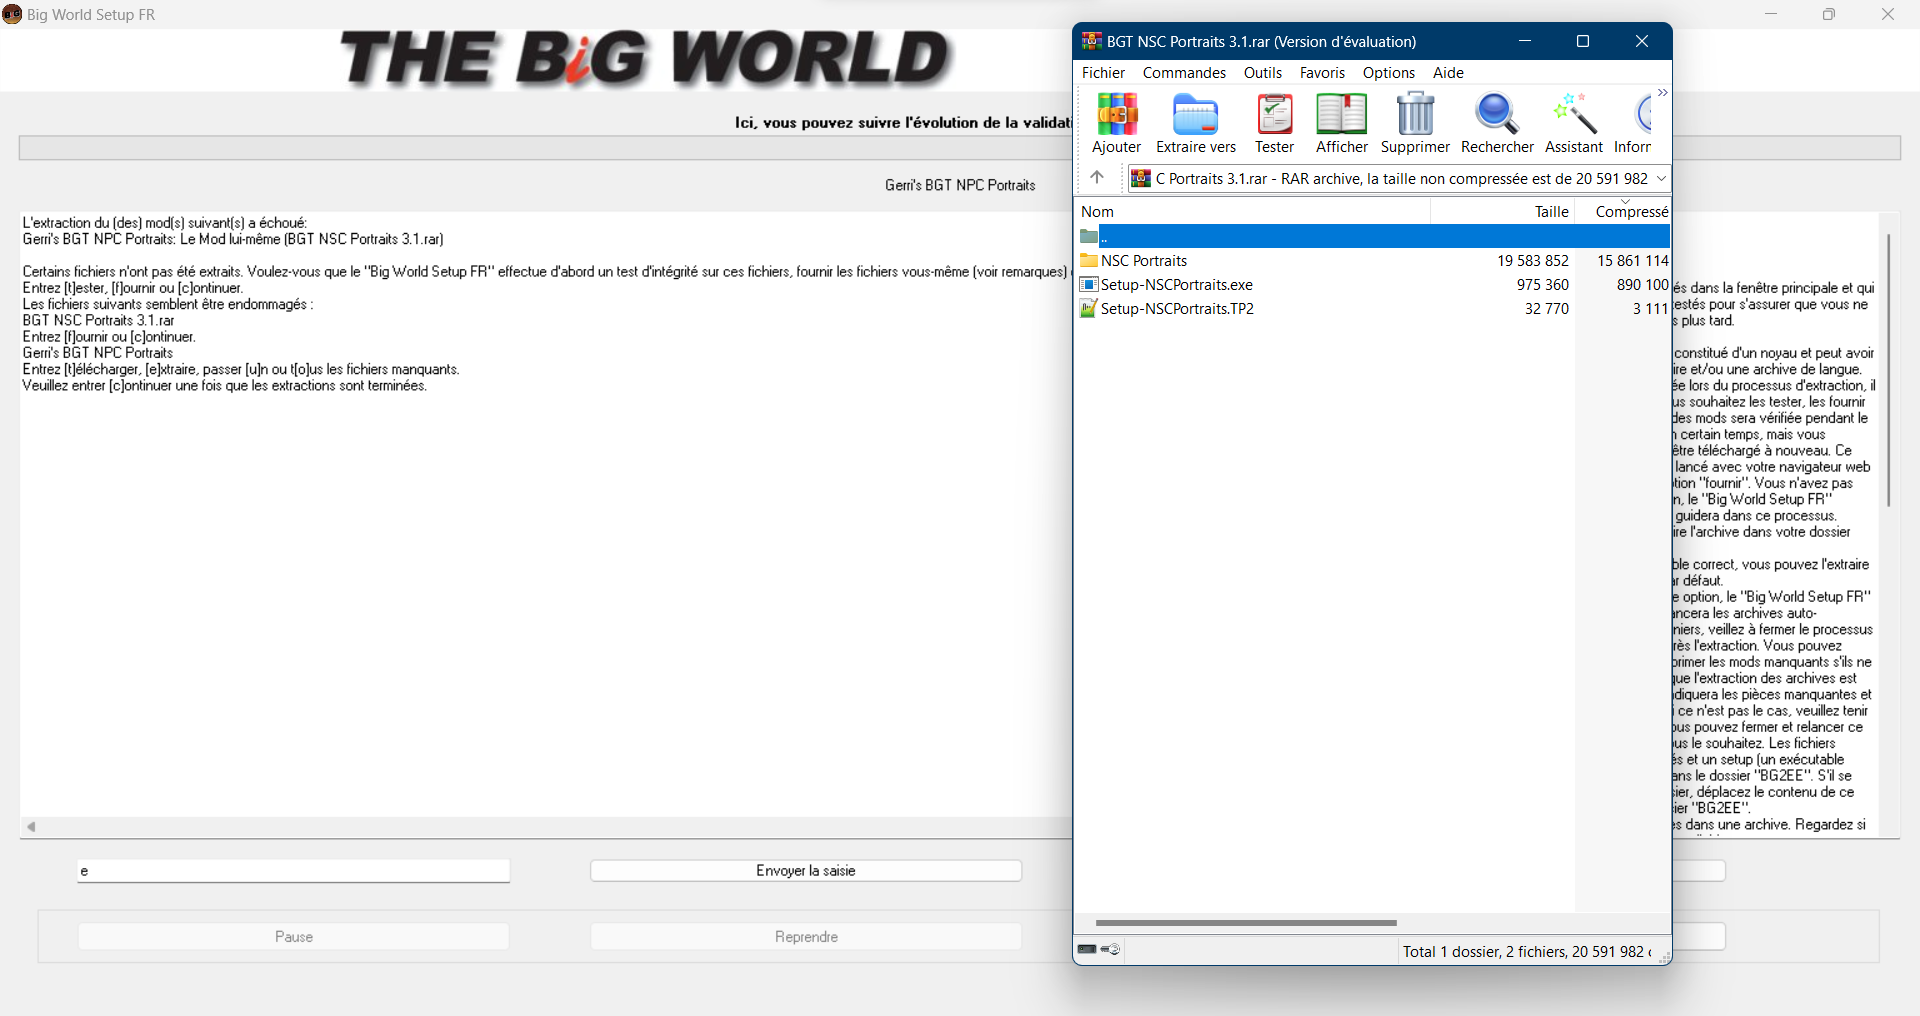 Big World Setup FR
THE BiG WORLD
Ici, vous pouvez suivre l'évolution de la validati
Gerri's BGT NPC Portraits
L'extraction du (des) mod(s) suivant(s) a échoué:
Gerri's BGT NPC Portraits: Le Mod lui-même (BGT NSC Portraits 3.1.rar)
Certains fichiers n'ont pas été extraits. Voulez-vous que le "Big World Setup FR" effectue d'abord un test d'intégrité sur ces fichiers, fournir les fichiers vous-même (voir remarques)
Entrez [t]ester, [f]ournir ou [c]ontinuer.
Les fichiers suivants semblent être endommagés :
BGT NSC Portraits 3.1.rar
Entrez [f]ournir ou [c]ontinuer.
Gerri's BGT NPC Portraits
Entrez [t]élécharger, [e]xtraire, passer [u]n ou t[o]us les fichiers manquants.
Veuillez entrer [c]ontinuer une fois que les extractions sont terminées.
e
Envoyer la saisie
Pause
Reprendre
BGT NSC Portraits 3.1.rar (Version d'évaluation)
Fichier Commandes Outils Favoris Options Aide
Ajouter Extraire vers Tester Afficher Supprimer Rechercher Assistant Inforn
C Portraits 3.1.rar - RAR archive, la taille non compressée est de 20 591 982
Nom Taille Compressé
..
NSC Portraits 19 583 852 15 861 114
Setup-NSCPortraits.exe 975 360 890 100
Setup-NSCPortraits.TP2 32 770 3 111
Total 1 dossier, 2 fichiers, 20 591 982
és dans la fenêtre principale et qui
estés pour s'assurer que vous ne
s plus tard.
constitué d'un noyau et peut avoir
ire et/ou une archive de langue.
ée lors du processus d'extraction, il
us souhaitez les tester, les fournir
des mods sera vérifiée pendant le
n certain temps, mais vous
être téléchargé à nouveau. Ce
lancé avec votre navigateur web
tion "fournir". Vous n'avez pas
n, le "Big World Setup FR"
guidera dans ce processus.
ire l'archive dans votre dossier
ble correct, vous pouvez l'extraire
ar défaut.
e option, le "Big World Setup FR"
ancera les archives auto-
niers, veillez à fermer le processus
rès l'extraction. Vous pouvez
primer les mods manquants s'ils ne
que l'extraction des archives est
diquera les pièces manquantes et
i ce n'est pas le cas, veuillez tenir
ous pouvez fermer et relancer ce
us le souhaitez. Les fichiers
és et un setup (un exécutable
ans le dossier "BG2EE". S'il se
sier, déplacez le contenu de ce
ier "BG2EE".
es dans une archive. Regardez si